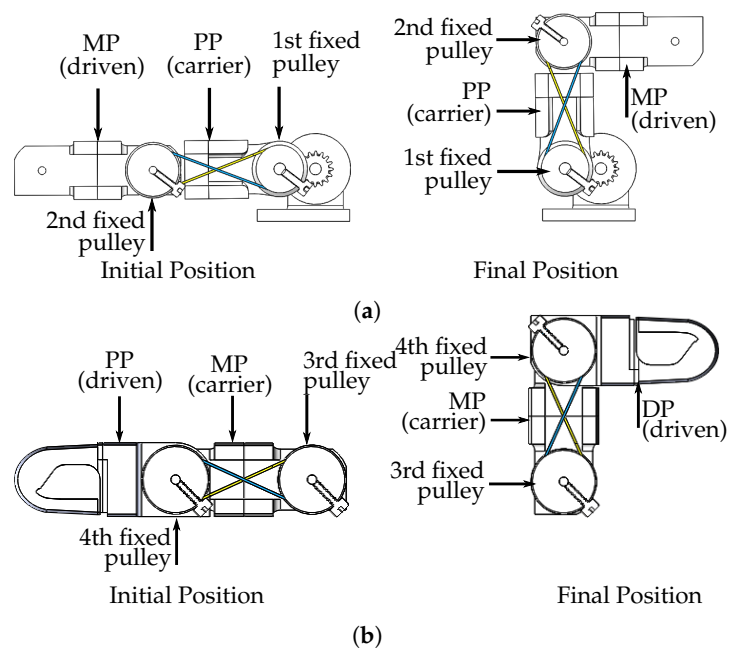 MP
(driven)
PP
(carrier)
1st fixed
pulley
2nd fixed
pulley
Initial Position
2nd fixed
pulley
PP
(carrier)
MP
(driven)
1st fixed
pulley
Final Position
(a)
PP
(driven)
MP
(carrier)
3rd fixed
pulley
4th fixed
pulley
Initial Position
4th fixed
pulley
MP
(carrier)
DP
(driven)
3rd fixed
pulley
Final Position
(b)